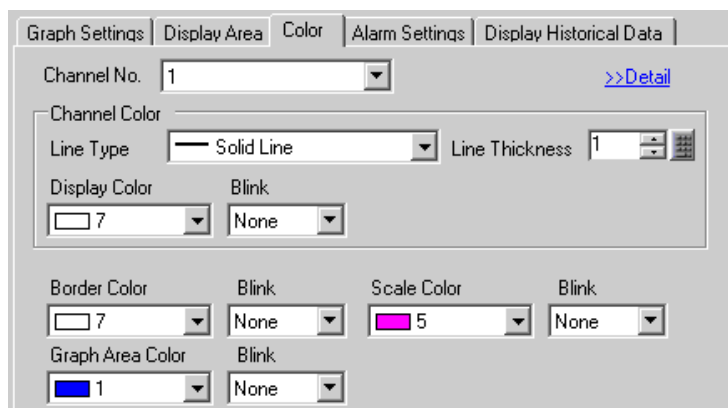 Graph Settings Display Area Color Alarm Settings Display Historical Data
Channel No. 1 >>Detail
Channel Color
Line Type Solid Line Line Thickness 1
Display Color Blink
7 None
Border Color Blink Scale Color Blink
7 None 5 None
Graph Area Color Blink
1 None